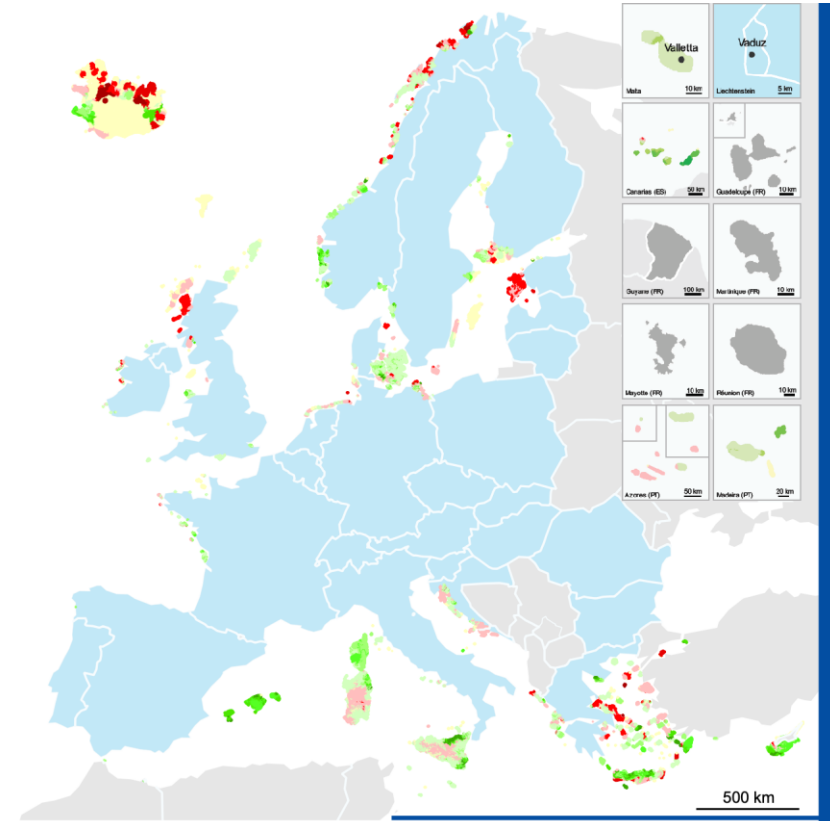 Valletta
Malta
10 km
Vaduz
Liechtenstein
5 km
Canarias (ES)
50 km
Guadeloupe (FR)
10 km
Guyane (FR)
100 km
Martinique (FR)
10 km
Mayotte (FR)
10 km
Réunion (FR)
10 km
Azores (PT)
50 km
Madeira (PT)
20 km
500 km